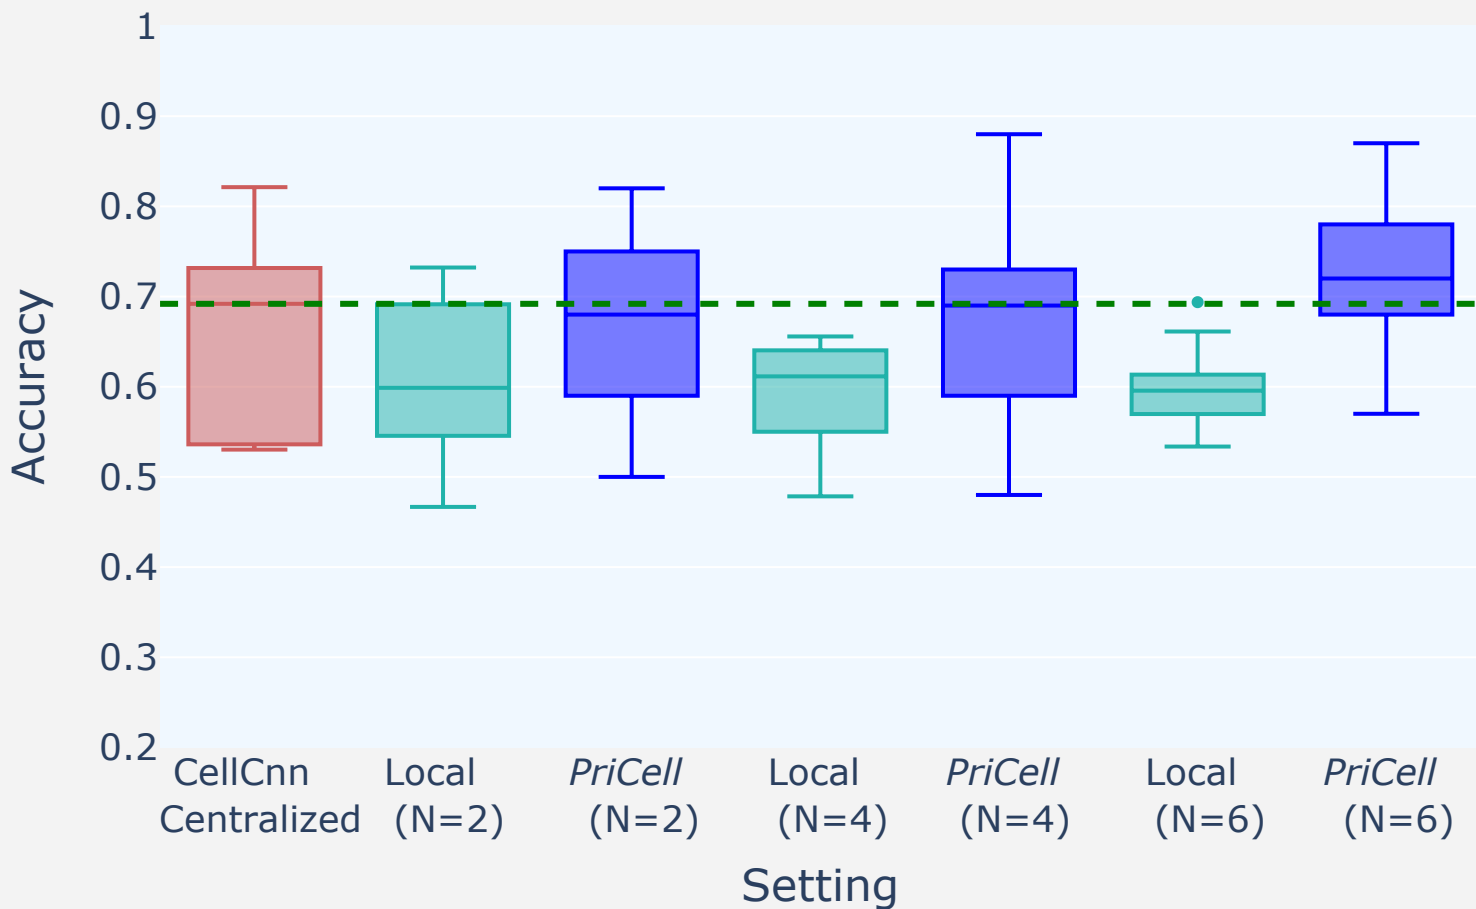 1
0.9
0.8
0.7
0.6
0.5
0.4
0.3
0.2
Accuracy
CellCnn Local PriCell Local PriCell Local PriCell
Centralized (N=2) (N=2) (N=4) (N=4) (N=6) (N=6)
Setting